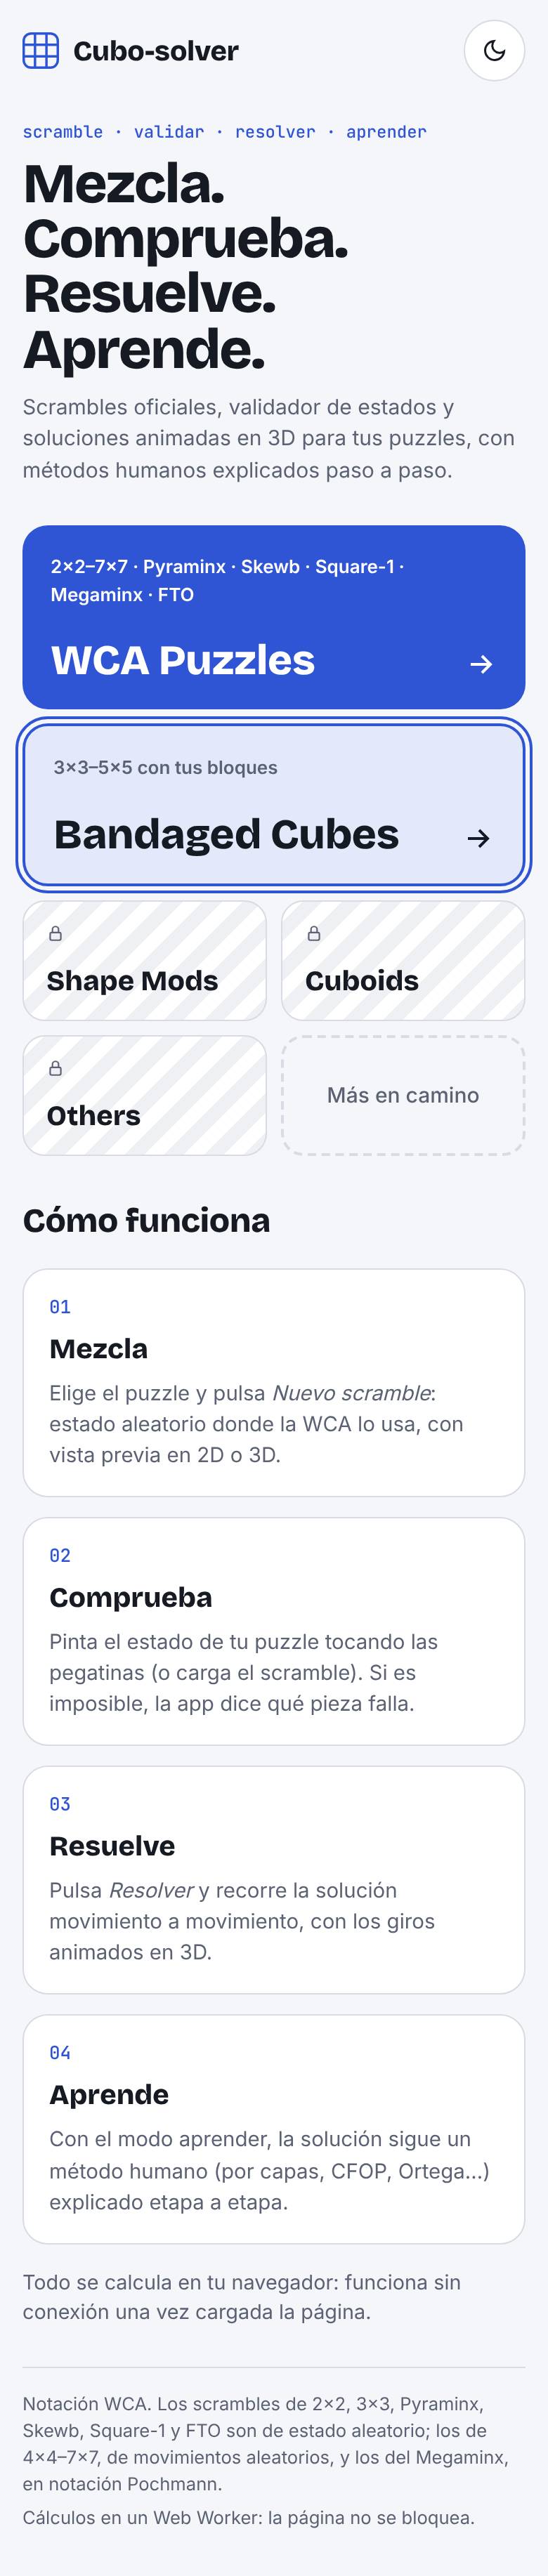 Cubo-solver
scramble · validar · resolver · aprender
Mezcla.
Comprueba.
Resuelve.
Aprende.
Scrambles oficiales, validador de estados y
soluciones animadas en 3D para tus puzzles, con
métodos humanos explicados paso a paso.
2×2–7×7 · Pyraminx · Skewb · Square-1 ·
Megaminx · FTO
WCA Puzzles →
3×3–5×5 con tus bloques
Bandaged Cubes →
Shape Mods
Cuboids
Others
Más en camino
Cómo funciona
01
Mezcla
Elige el puzzle y pulsa Nuevo scramble:
estado aleatorio donde la WCA lo usa, con
vista previa en 2D o 3D.
02
Comprueba
Pinta el estado de tu puzzle tocando las
pegatinas (o carga el scramble). Si es
imposible, la app dice qué pieza falla.
03
Resuelve
Pulsa Resolver y recorre la solución
movimiento a movimiento, con los giros
animados en 3D.
04
Aprende
Con el modo aprender, la solución sigue un
método humano (por capas, CFOP, Ortega…)
explicado etapa a etapa.
Todo se calcula en tu navegador: funciona sin
conexión una vez cargada la página.
Notación WCA. Los scrambles de 2×2, 3×3, Pyraminx,
Skewb, Square-1 y FTO son de estado aleatorio; los de
4×4–7×7, de movimientos aleatorios, y los del Megaminx,
en notación Pochmann.
Cálculos en un Web Worker: la página no se bloquea.